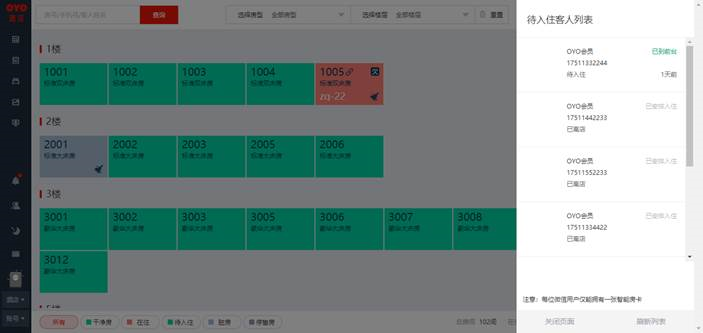 OYO
酒店
房号/手机号/客人姓名
查询
选择房型 全部房型
选择楼层 全部楼层
重置
1楼
1001 1002 1003 1004 1005
标准双床房 标准双床房 标准双床房 标准双床房 标准双床房
zq-22
2楼
2001 2002 2003 2005 2006
标准大床房 标准大床房 标准大床房 标准大床房 标准大床房
3楼
3001 3002 3003 3005 3006 3007 3008
豪华大床房 豪华大床房 豪华大床房 豪华大床房 豪华大床房 豪华大床房 豪华大床房
3012
豪华大床房
所有 干净房 在住 待入住 脏房 停售房
102间
账号
待入住客人列表
OYO会员 已到前台
17511332244
待入住 1天前
OYO会员 已安排入住
17511442233
已离店
OYO会员 已安排入住
17511552233
已离店
OYO会员 已安排入住
17511334422
已离店
注意：每位微信用户仅能拥有一张智能房卡
关闭页面 刷新列表